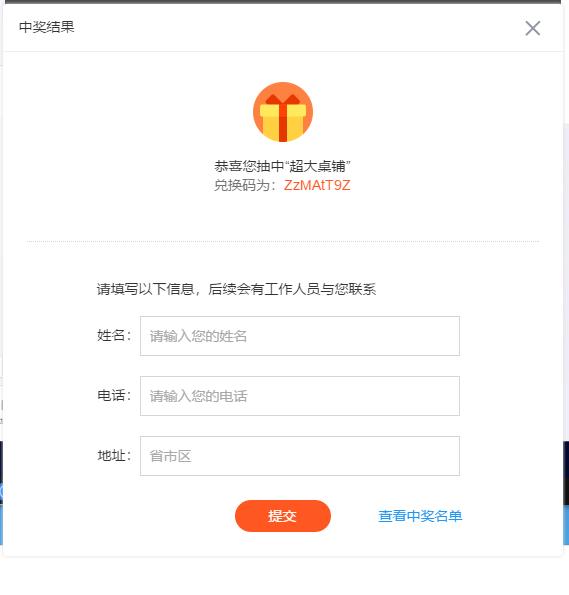 中奖结果
恭喜您抽中“超大桌铺”
兑换码为：ZzMAtT9Z
请填写以下信息，后续会有工作人员与您联系
姓名：请输入您的姓名
电话：请输入您的电话
地址：省市区
提交 查看中奖名单